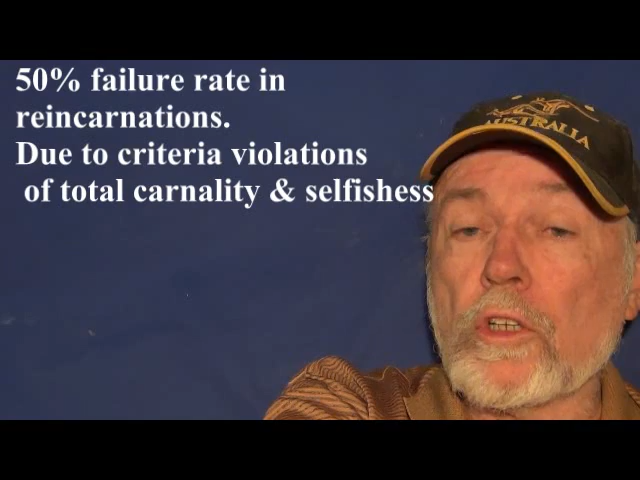 50% failure rate in
reincarnations.
Due to criteria violations
of total carnality & selfishess
AUSTRALIA